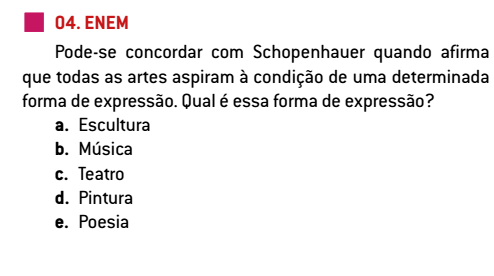 04. ENEM
Pode-se concordar com Schopenhauer quando afirma
que todas as artes aspiram à condição de uma determinada
forma de expressão. Qual é essa forma de expressão?
a. Escultura
b. Música
c. Teatro
d. Pintura
e. Poesia